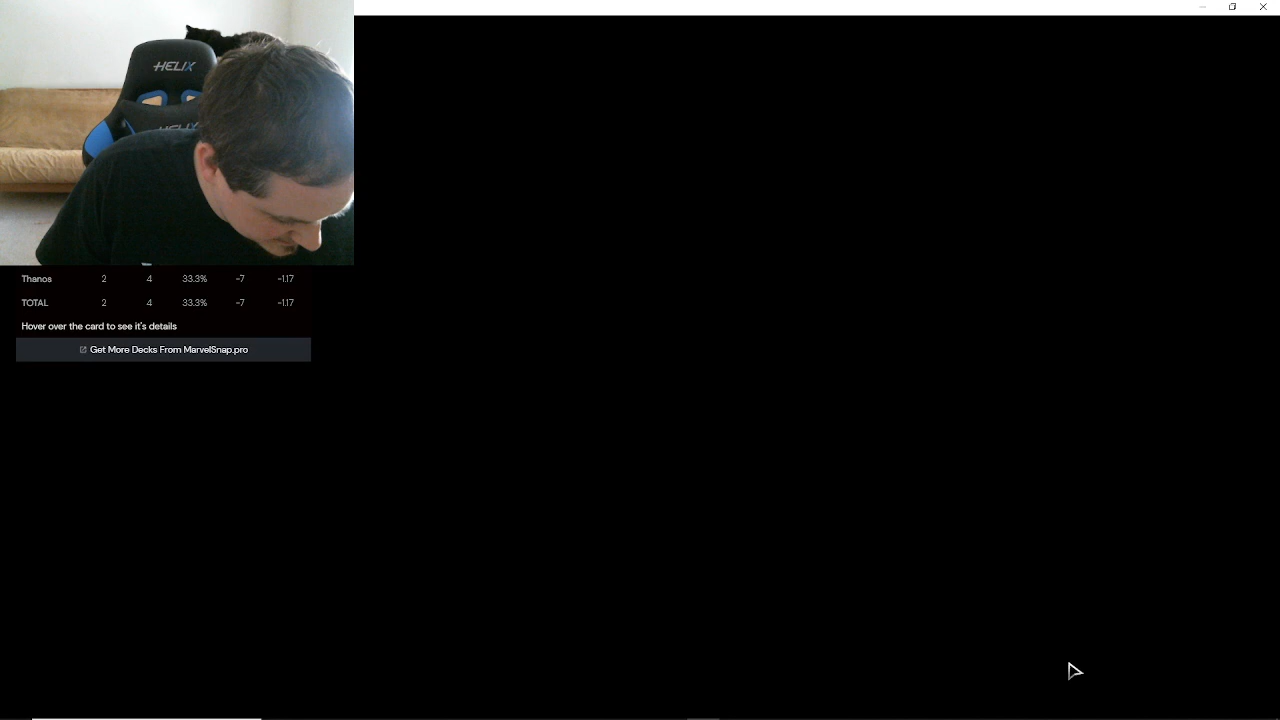 HELIX
HELIX
Thanos 2 4 33.3% -7 -1.17
TOTAL 2 4 33.3% -7 -1.17
Hover over the card to see it's details
Get More Decks From MarvelSnap.pro